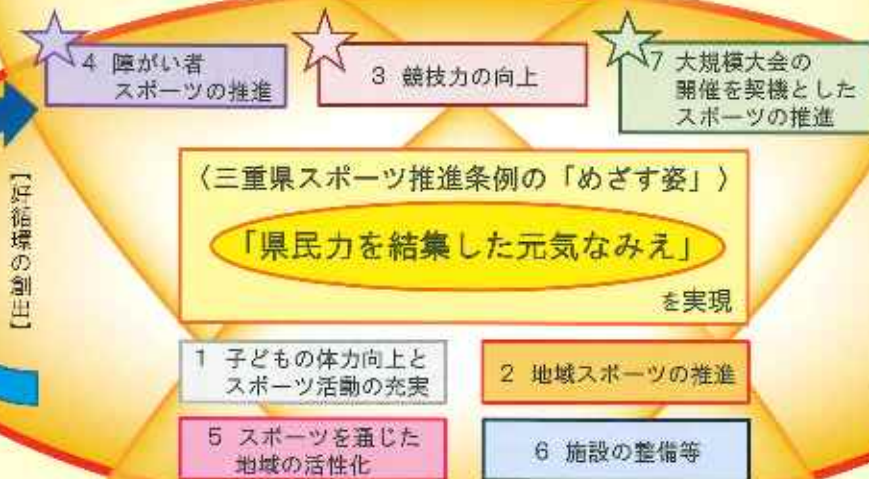 4 障がい者
スポーツの推進
3 競技力の向上
7 大規模大会の
開催を契機とした
スポーツの推進
【好循環の創出】
〈三重県スポーツ推進条例の「めざす姿」〉
「県民力を結集した元気なみえ」
を実現
1 子どもの体力向上と
スポーツ活動の充実
2 地域スポーツの推進
5 スポーツを通じた
地域の活性化
6 施設の整備等